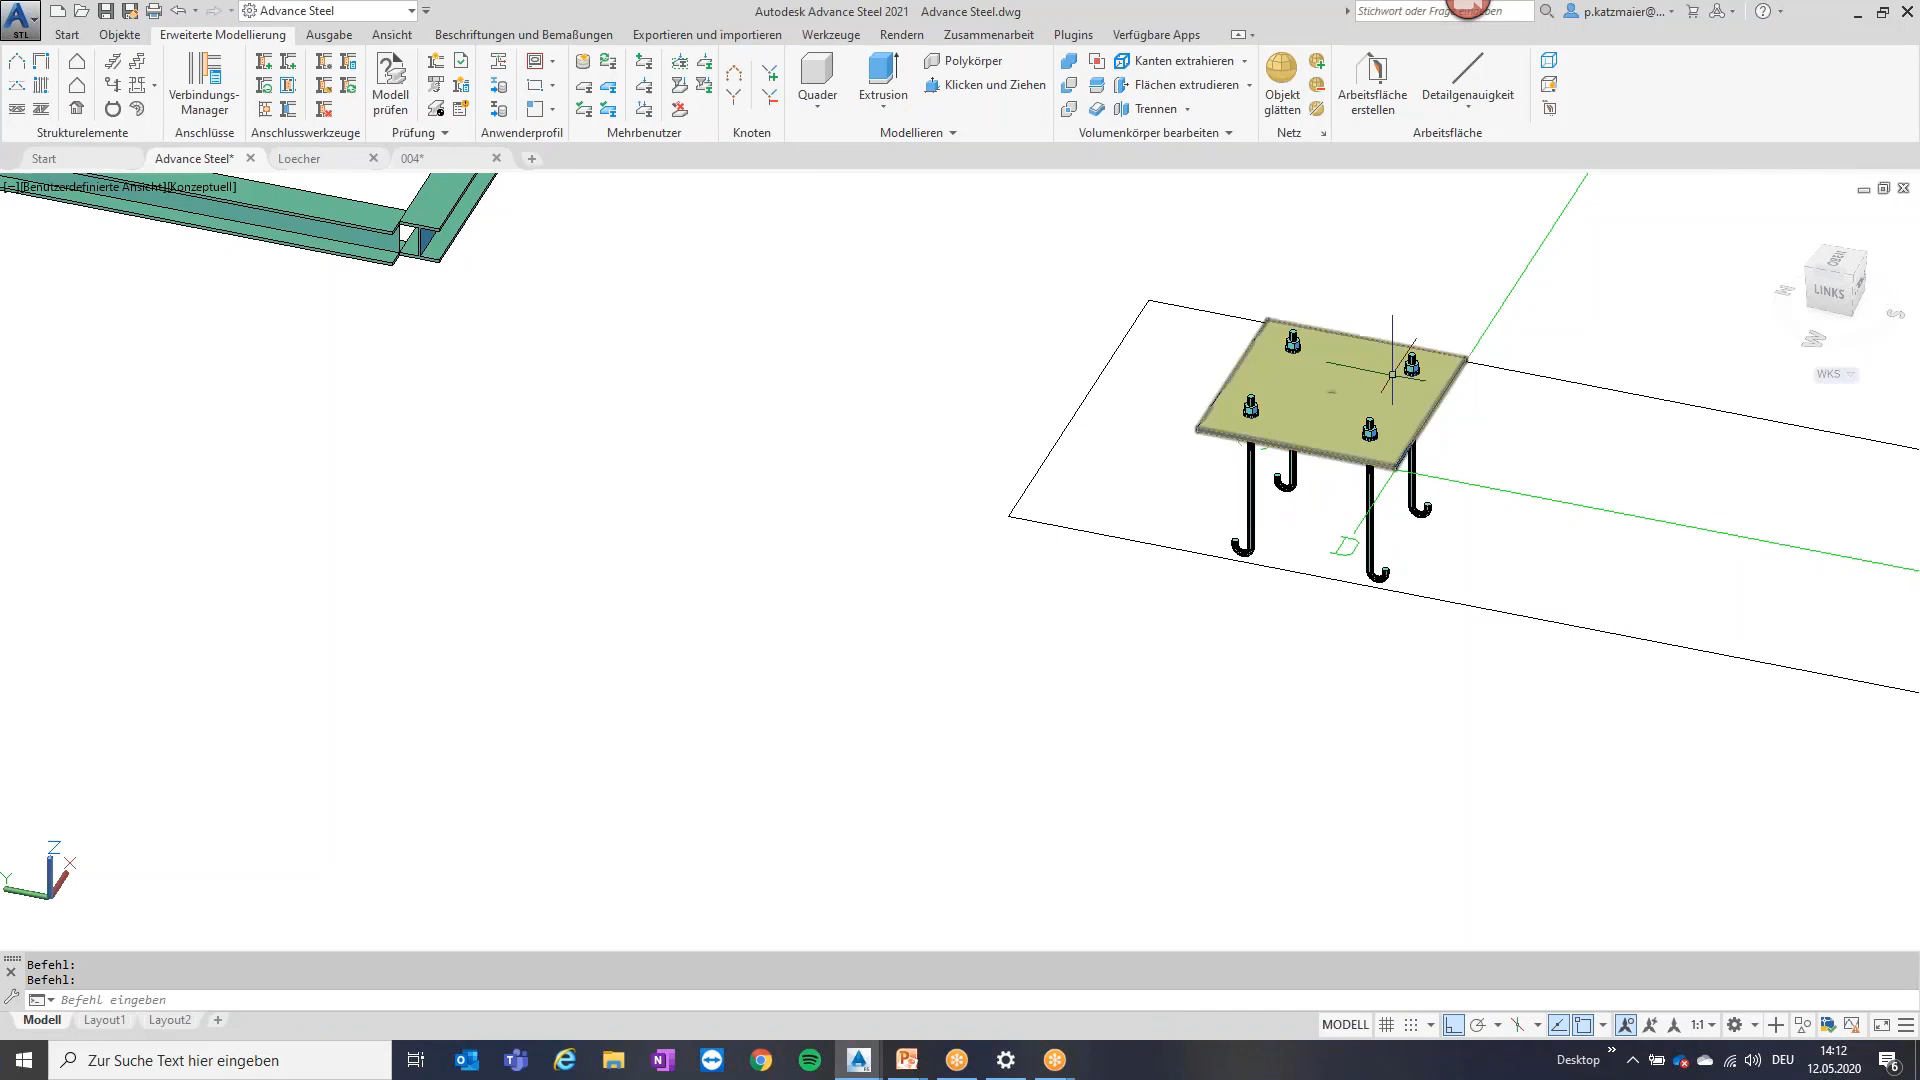 Advance Steel
Autodesk Advance Steel 2021 Advance Steel.dwg
Stichwort oder Frage eingeben
p.katzmaier@...
STL
Start Objekte Erweiterte Modellierung Ausgabe Ansicht Beschriftungen und Bemaßungen Exportieren und importieren Werkzeuge Rendern Zusammenarbeit Plugins Verfügbare Apps
Verbindungs-
Manager
Modell
prüfen
Quader
Extrusion
Polykörper
Klicken und Ziehen
Kanten extrahieren
Flächen extrudieren
Trennen
Objekt
glätten
Arbeitsfläche
erstellen
Detailgenauigkeit
Strukturelemente Anschlüsse Anschlusswerkzeuge Prüfung Anwenderprofil Mehrbenutzer Knoten Modellieren Volumenkörper bearbeiten Netz Arbeitsfläche
Start Advance Steel* Loecher 004*
[–][Benutzerdefinierte Ansicht][Konzeptuell]
OBEN
LINKS
N
S
W
WKS
D
Z
X
Y
Befehl:
Befehl:
Befehl eingeben
Modell Layout1 Layout2
MODELL
1:1
Zur Suche Text hier eingeben
Desktop
DEU
14:12
12.05.2020
6